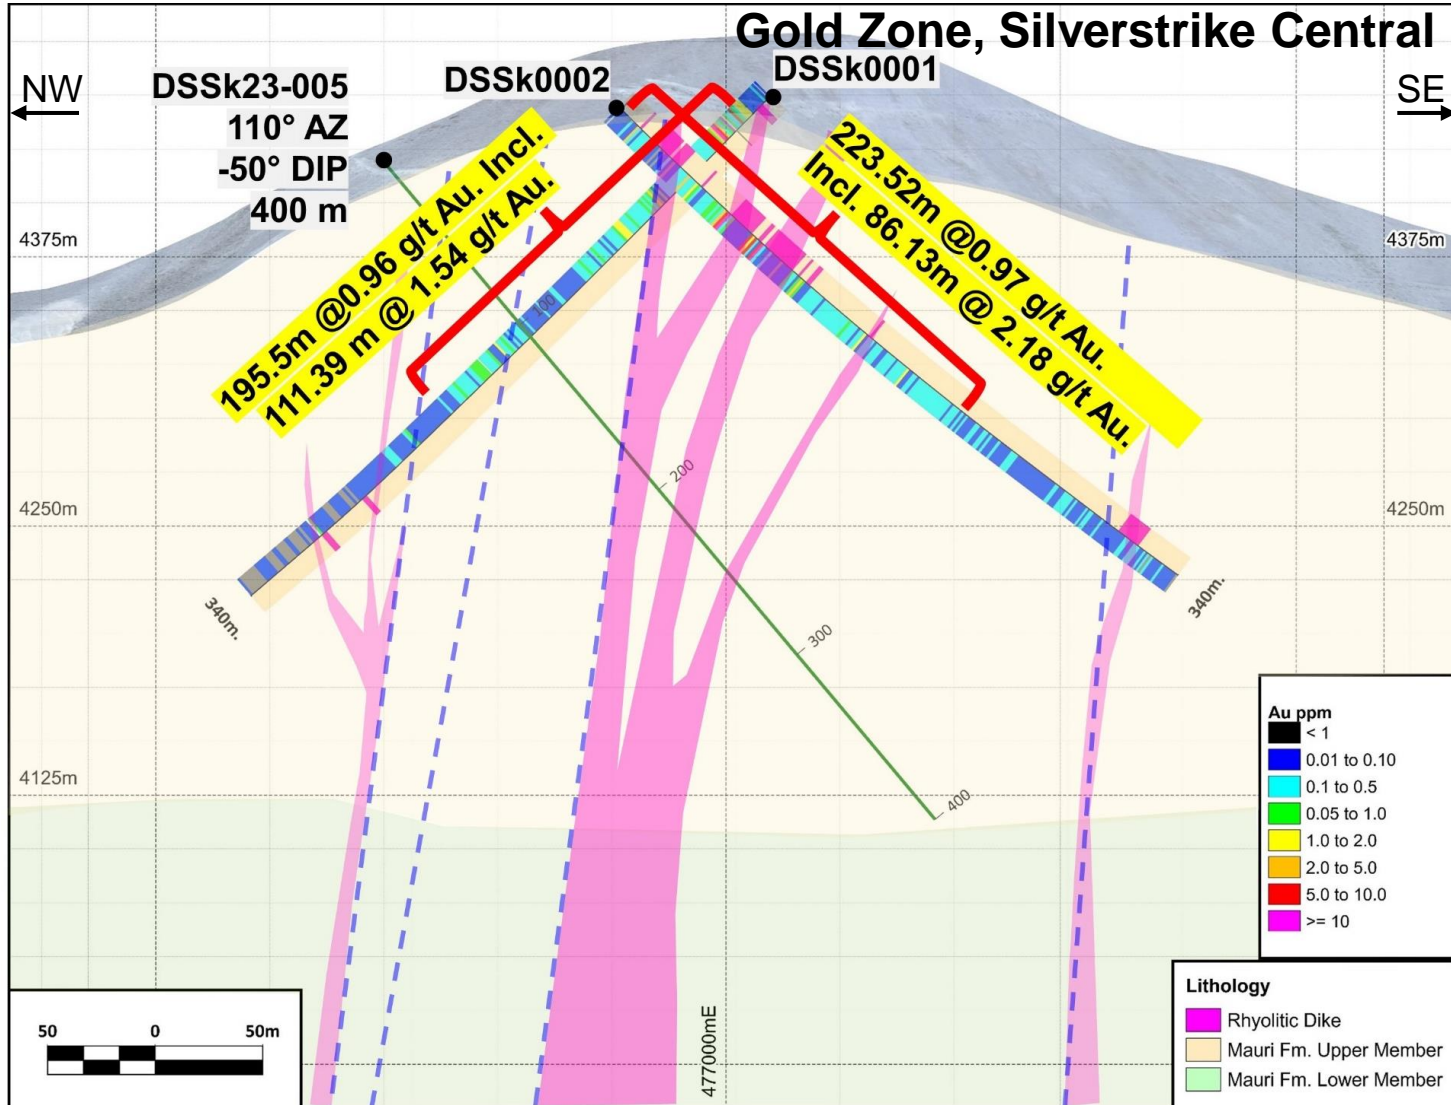 Gold Zone, Silverstrike Central
NW
SE
DSSk23-005
110° AZ
-50° DIP
400 m
DSSk0002
DSSk0001
195.5m @0.96 g/t Au. Incl.
111.39 m @ 1.54 g/t Au.
223.52m @0.97 g/t Au.
Incl. 86.13m @ 2.18 g/t Au.
4375m
4375m
100
200
4250m
4250m
340m.
340m.
300
4125m
400
477000mE
Au ppm
< 1
0.01 to 0.10
0.1 to 0.5
0.05 to 1.0
1.0 to 2.0
2.0 to 5.0
5.0 to 10.0
>= 10
Lithology
Rhyolitic Dike
Mauri Fm. Upper Member
Mauri Fm. Lower Member
50 0 50m